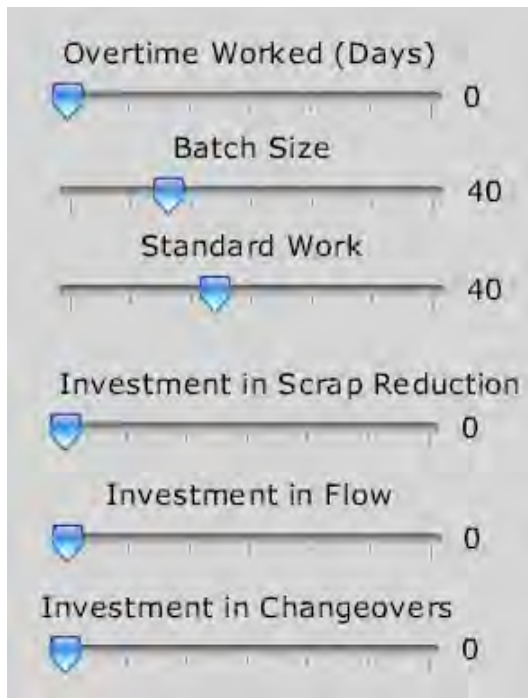 Overtime Worked (Days)
0
Batch Size
40
Standard Work
40
Investment in Scrap Reduction
0
Investment in Flow
0
Investment in Changeovers
0